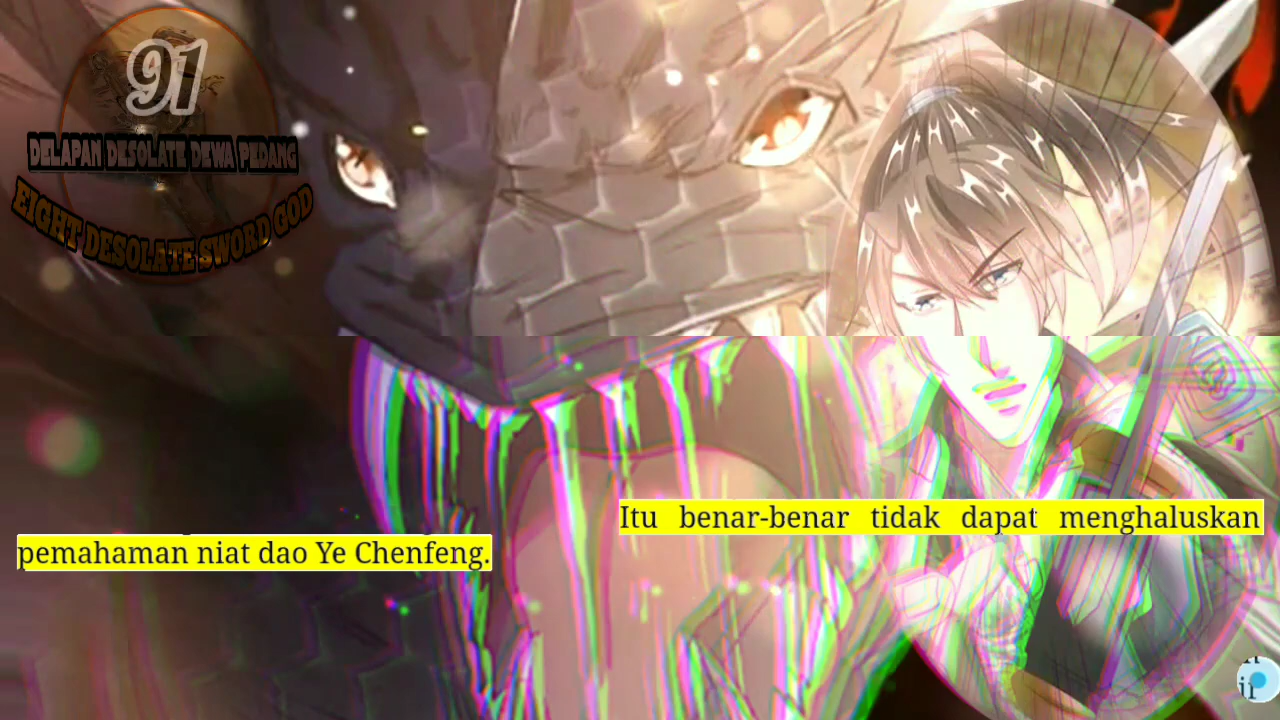 91
DELAPAN DESOLATE DEWA PEDANG
EIGHT DESOLATE SWORD GOD
Itu benar-benar tidak dapat menghaluskan
pemahaman niat dao Ye Chenfeng.